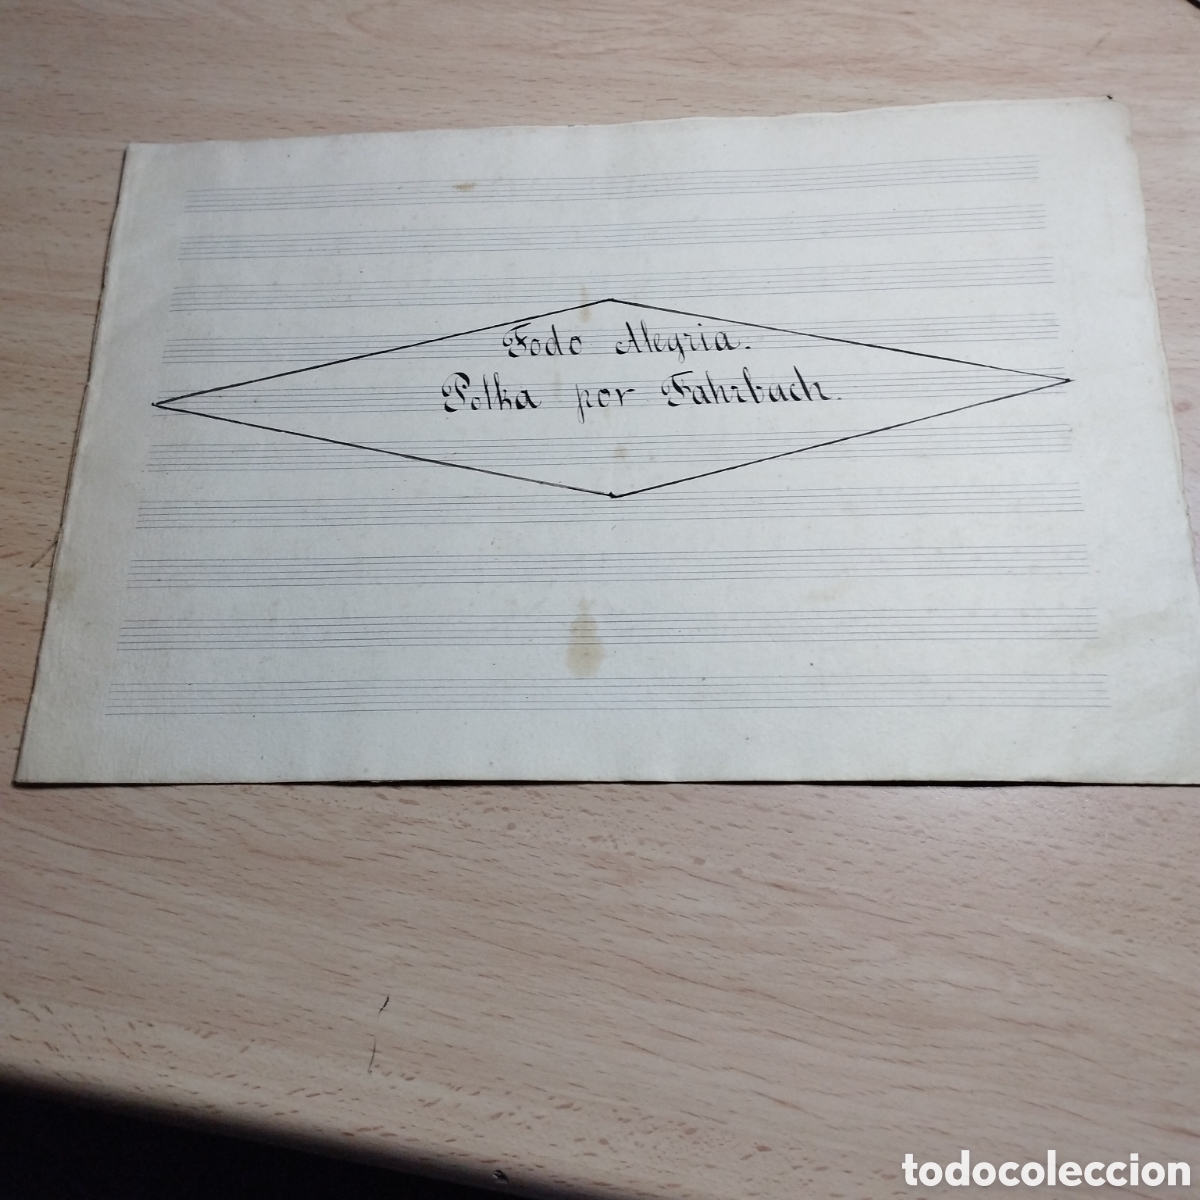 Todo Alegria.
Polka por Fahrbach.
todocoleccion